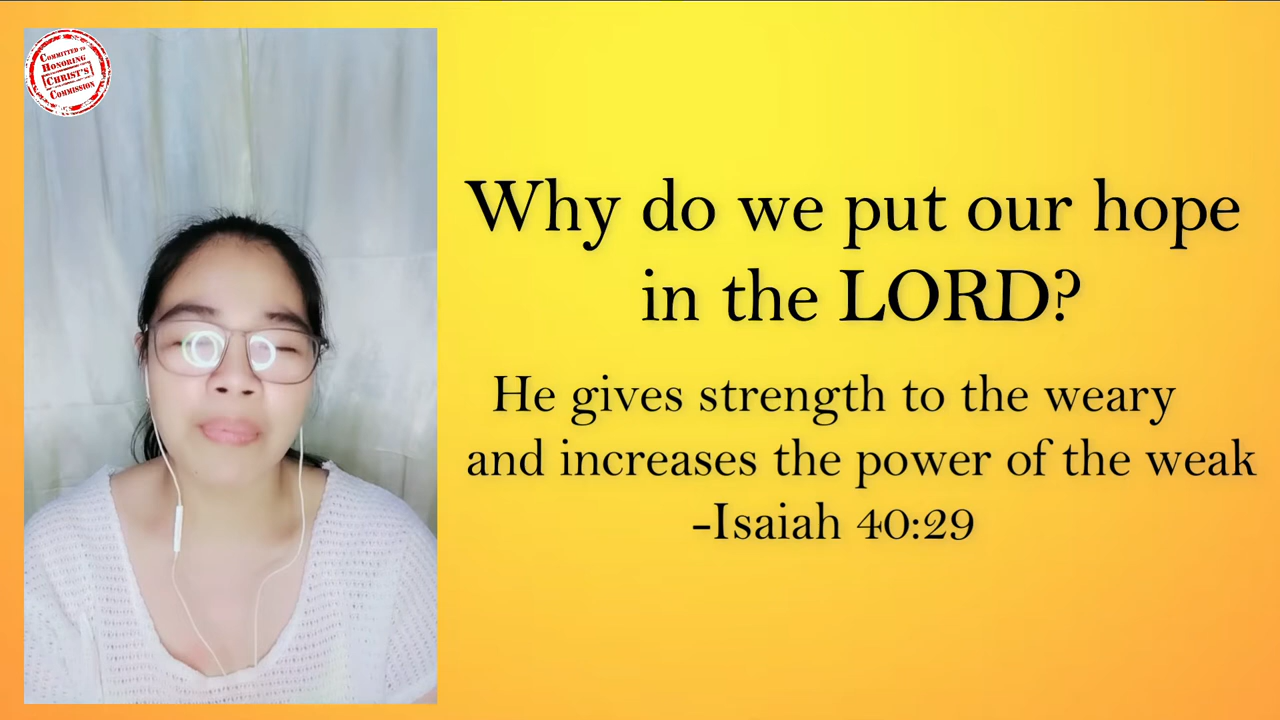 COMMITTED TO
HONORING
CHRIST'S
COMMISSION
Why do we put our hope
in the LORD?
He gives strength to the weary
and increases the power of the weak
-Isaiah 40:29